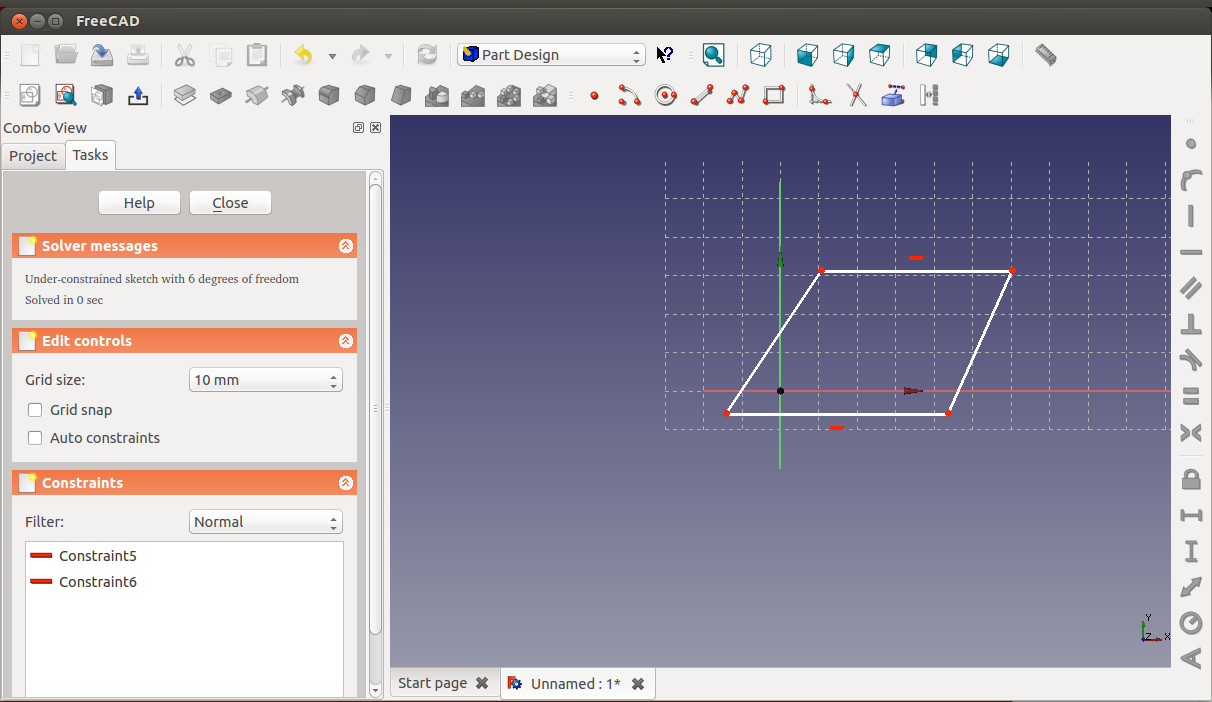 FreeCAD
Part Design
Combo View
Project
Tasks
Help
Close
Solver messages
Under-constrained sketch with 6 degrees of freedom
Solved in 0 sec
Edit controls
Grid size:
10 mm
Grid snap
Auto constraints
Constraints
Filter:
Normal
Constraint5
Constraint6
Y
Z X
Start page
Unnamed : 1*